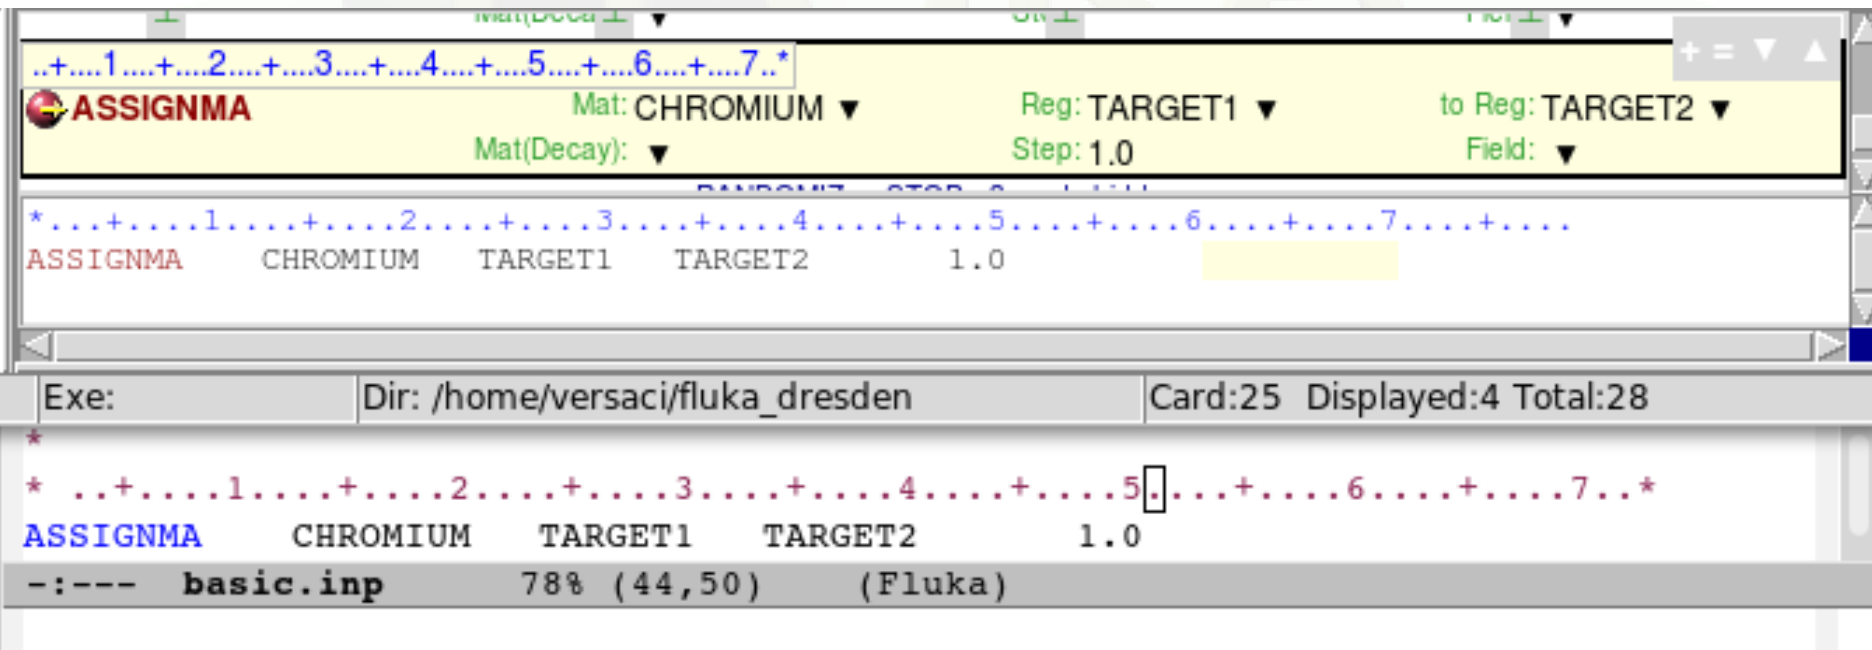 ..+....1....+....2....+....3....+....4....+....5....+....6....+....7..*
+ = ▼ ▲
ASSIGNMA Mat: CHROMIUM ▼ Reg: TARGET1 ▼ to Reg: TARGET2 ▼
Mat(Decay): ▼ Step: 1.0 Field: ▼
*...+....1....+....2....+....3....+....4....+....5....+....6....+....7....+....
ASSIGNMA CHROMIUM TARGET1 TARGET2 1.0
Exe: Dir: /home/versaci/fluka_dresden Card:25 Displayed:4 Total:28
*
* ..+....1....+....2....+....3....+....4....+....5....+....6....+....7..*
ASSIGNMA CHROMIUM TARGET1 TARGET2 1.0
-:--- basic.inp 78% (44,50) (Fluka)